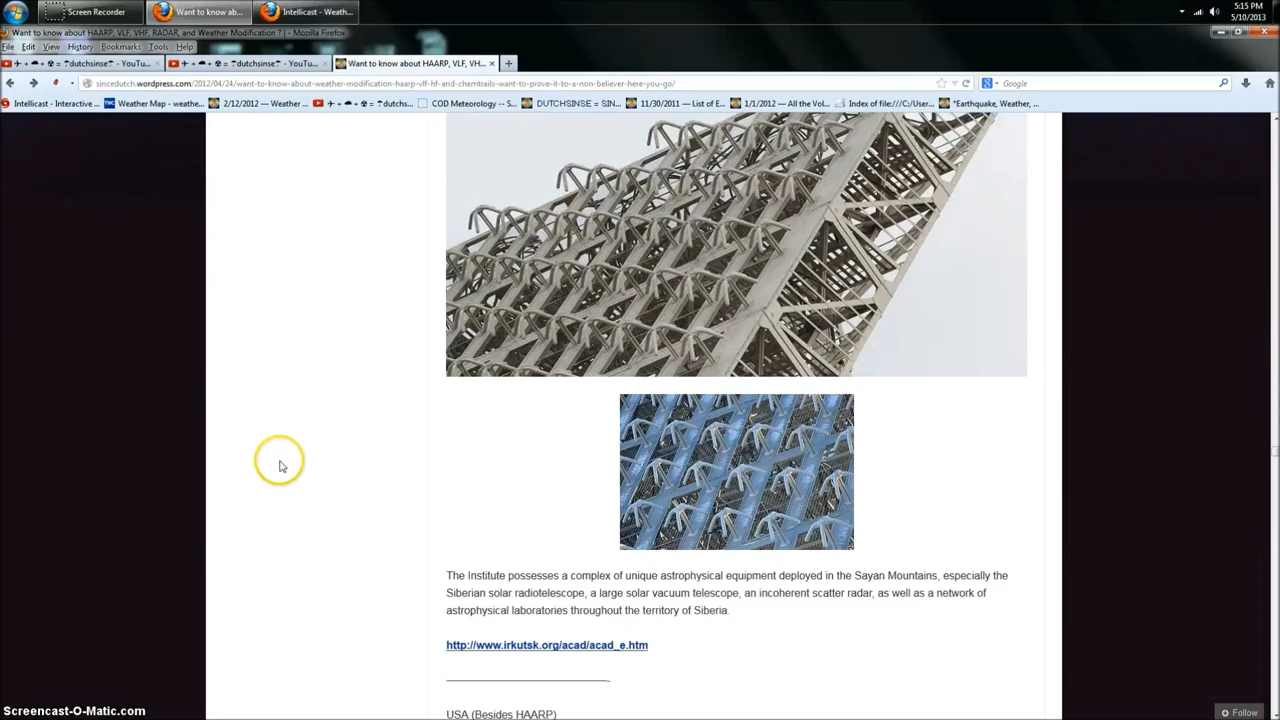 Screen Recorder
Want to know ab...
Intellicast - Weath...
5:15 PM
5/10/2013
Want to know about HAARP, VLF, VHF, RADAR, and Weather Modification ? | - Mozilla Firefox
File Edit View History Bookmarks Tools Help
dutchsinse - YouTu...
dutchsinse - YouTu...
Want to know about HAARP, VLF, VH...
sincedutch.wordpress.com/2012/04/24/want-to-know-about-weather-modification-haarp-vlf-hf-and-chemtrails-want-to-prove-it-to-a-non-believer-here-you-go/
Google
Intellicast - Interactive ...
Weather Map - weathe...
2/12/2012 — Weather ...
dutchs...
COD Meteorology -- S...
DUTCHSINSE = SIN...
11/30/2011 — List of E...
1/1/2012 — All the Vol...
Index of file:///C:/User...
*Earthquake, Weather, ...
The Institute possesses a complex of unique astrophysical equipment deployed in the Sayan Mountains, especially the
Siberian solar radiotelescope, a large solar vacuum telescope, an incoherent scatter radar, as well as a network of
astrophysical laboratories throughout the territory of Siberia.
http://www.irkutsk.org/acad/acad_e.htm
USA (Besides HAARP)
Screencast-O-Matic.com
Follow